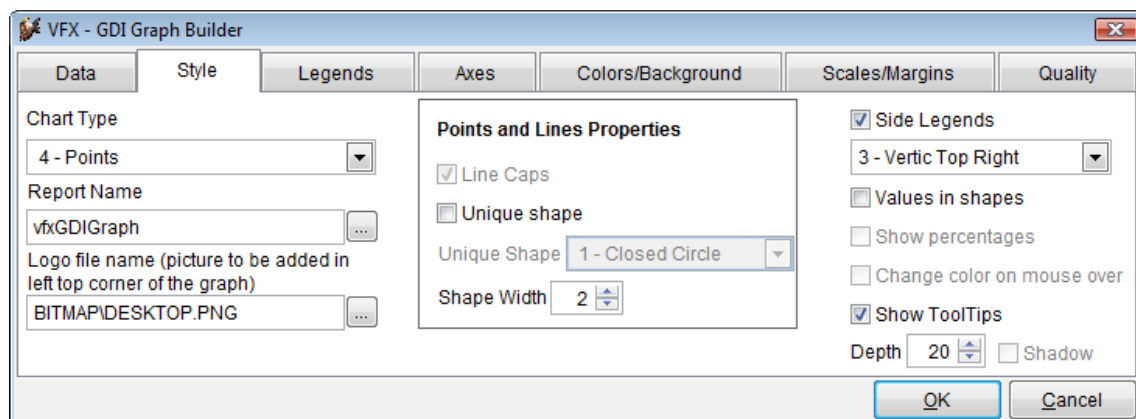 VFX - GDI Graph Builder
Data
Style
Legends
Axes
Colors/Background
Scales/Margins
Quality
Chart Type
4 - Points
Report Name
vfxGDIGraph
...
Logo file name (picture to be added in
left top corner of the graph)
BITMAP\DESKTOP.PNG
...
Points and Lines Properties
Line Caps
Unique shape
Unique Shape 1 - Closed Circle
Shape Width 2
Side Legends
3 - Vertic Top Right
Values in shapes
Show percentages
Change color on mouse over
Show ToolTips
Depth 20 Shadow
OK
Cancel